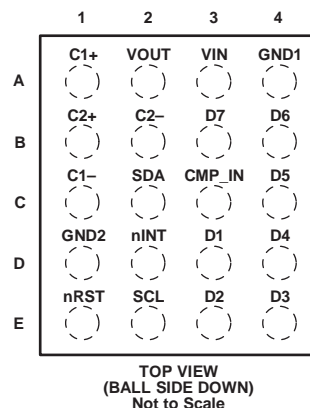 1 2 3 4
C1+ VOUT VIN GND1
A
C2+ C2– D7 D6
B
C1– SDA CMP_IN D5
C
GND2 nINT D1 D4
D
nRST SCL D2 D3
E
TOP VIEW
(BALL SIDE DOWN)
Not to Scale